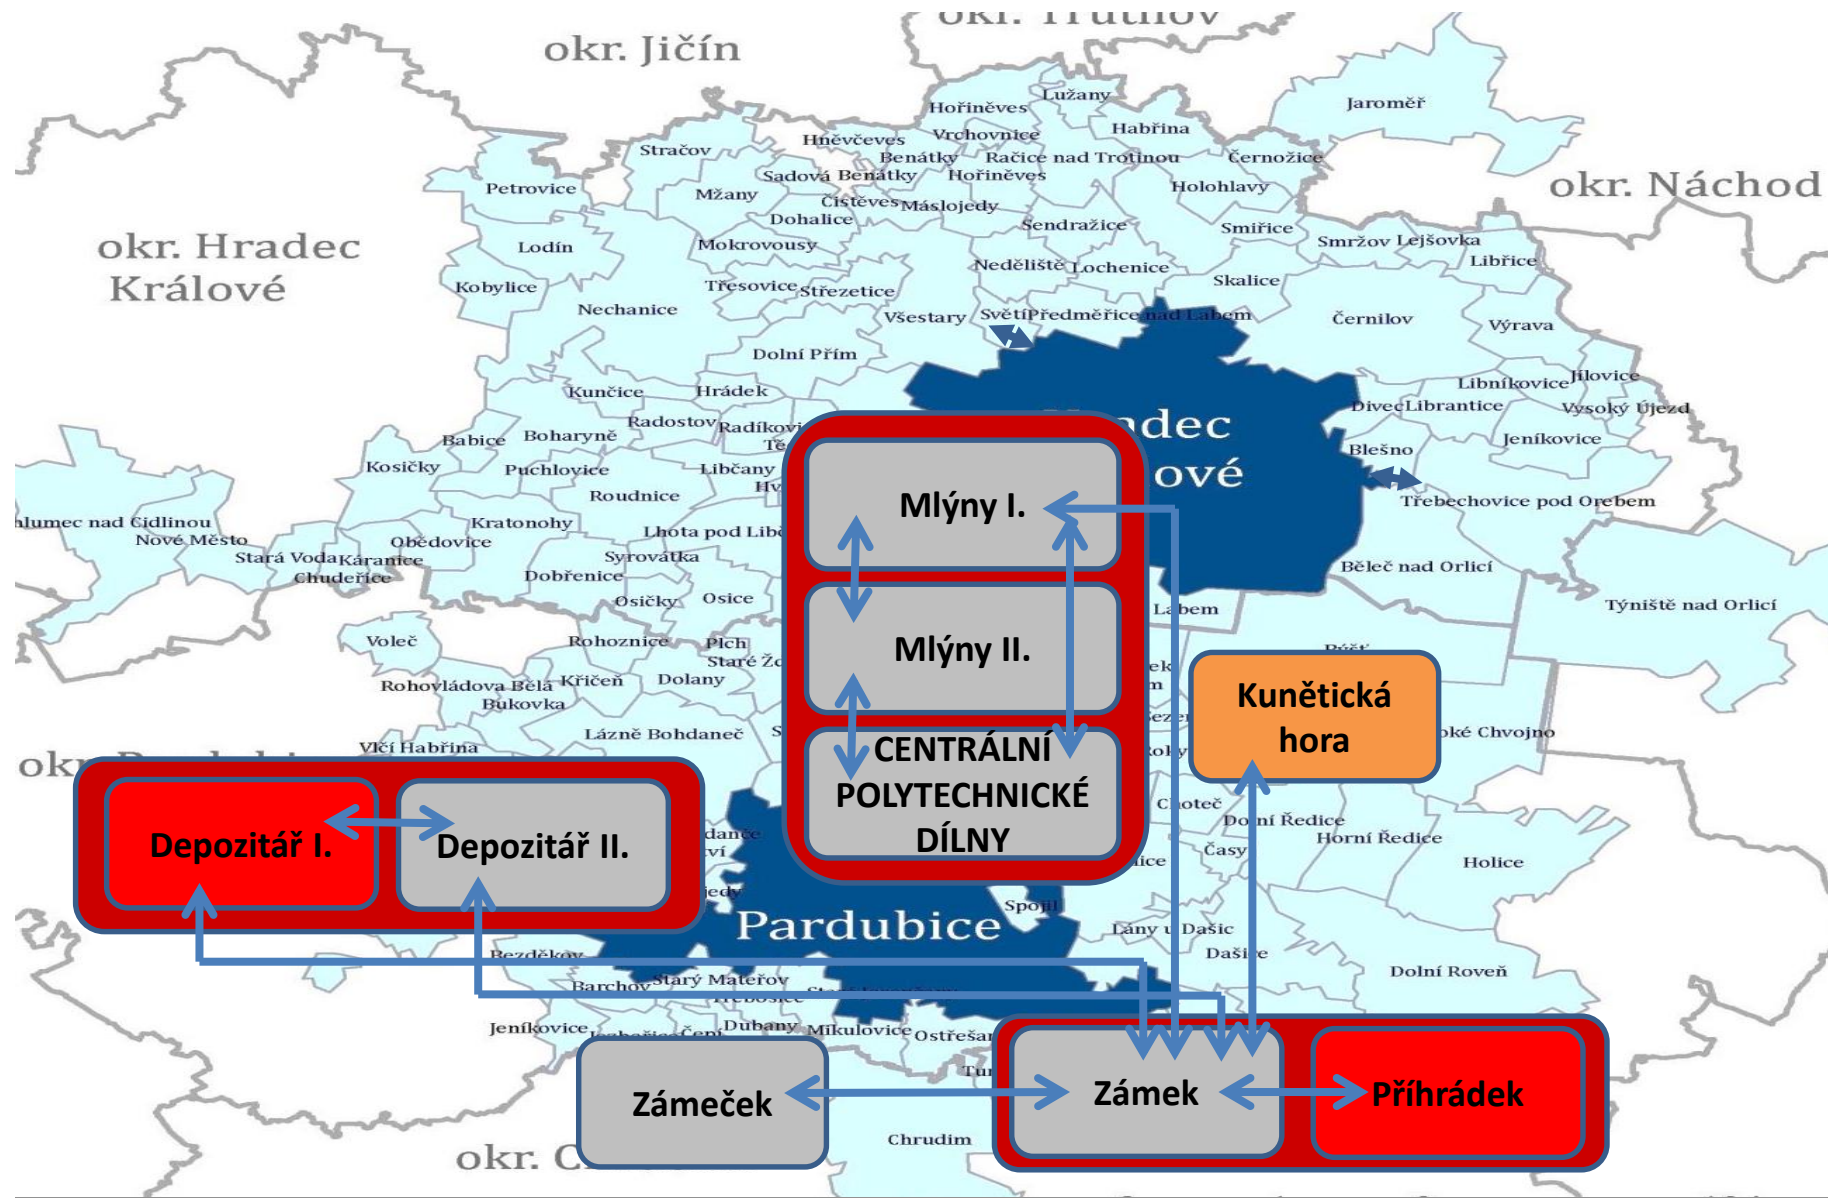 okr. Trutnov
okr. Jičín
Lužany
Hořiněves
Jaroměř
Habřina
Vrchovnice
Hněvčeves
Stračov
Benátky
Račice nad Trotinou
Černožice
Sadová
Benátky
Hořiněves
Petrovice
Mžany
Holohlavy
okr. Náchod
Čistěves
Máslojedy
Dohalice
Sendražice
Smiřice
okr. Hradec
Králové
Lodín
Mokrovousy
Smržov
Lejšovka
Libřice
Neděliště
Lochenice
Skalice
Kobylice
Třesovice
Střezetice
Nechanice
Všestary
Světí
Předměřice nad Labem
Černilov
Výrava
Dolní Přím
Kunčice
Hrádek
Libníkovice
Jílovice
Divec
Librantice
Vysoký Újezd
Radostov
Babice
Boharyně
Jeníkovice
Blešno
Kosičky
Puchlovice
Libčany
Roudnice
Třebechovice pod Orebem
Mlýny I.
Nové Město
Kratonohy
Obědovice
Stará Voda
Káranice
Chudeřice
Syrovátka
Dobřenice
Běleč nad Orlicí
Osičky
Osice
Labem
Týniště nad Orlicí
Voleč
Rohoznice
Plch
Mlýny II.
Rohovládova Bělá
Křičeň
Dolany
Bukovka
Kunětická
hora
Lázně Bohdaneč
Vlčí Habřina
CENTRÁLNÍ
POLYTECHNICKÉ
DÍLNY
Choteč
Dolní Ředice
Horní Ředice
Časy
Holice
Depozitář I.
Depozitář II.
Spojil
Pardubice
Lány u Dašic
Dašice
Bezděkov
Dolní Roveň
Barchov
Starý Mateřov
Jeníkovice
Čepí
Dubany
Mikulovice
Zámeček
Zámek
Příhrádek
Chrudim